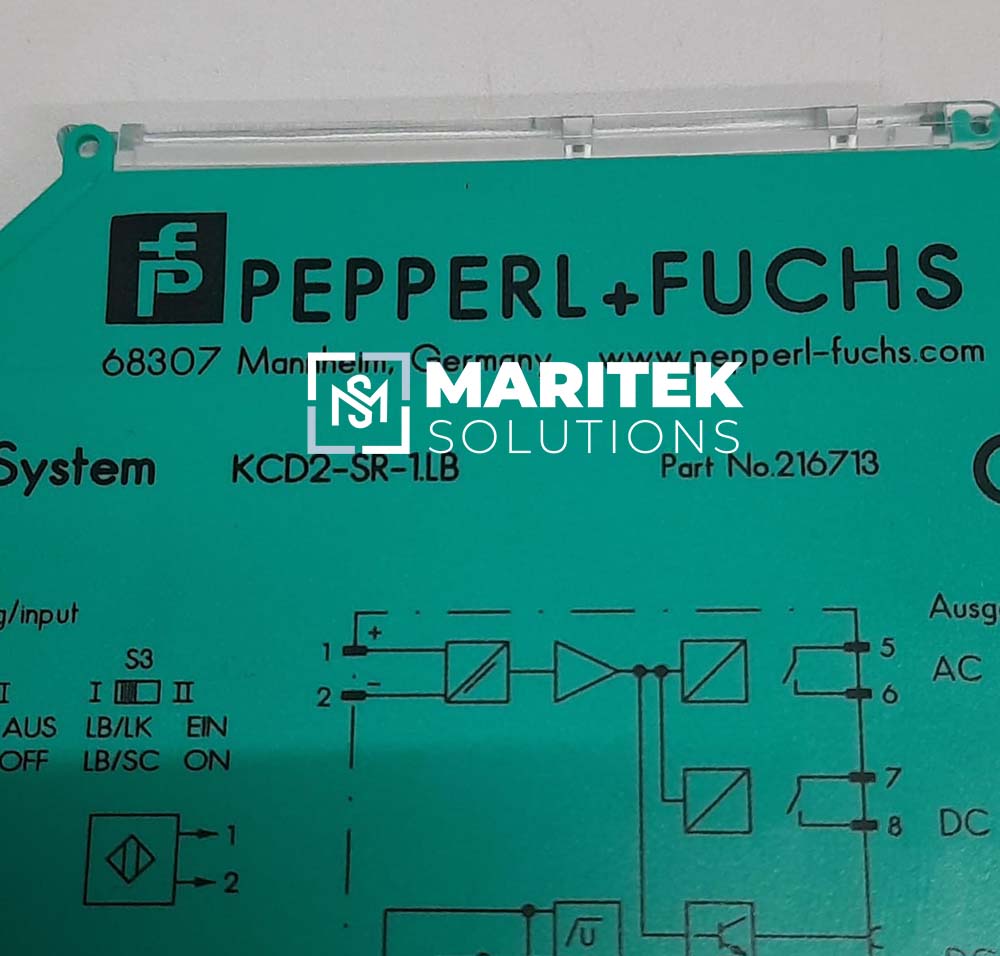 fp PEPPERL+FUCHS
68307 Mannheim, Germany www.pepperl-fuchs.com
MARITEK
SOLUTIONS
System KCD2-SR-1.LB Part No.216713
g/input
Ausg
S3
I I II
AUS LB/LK EIN
OFF LB/SC ON
1 + 5
2 - 6
AC
7
8 DC
1
2
√U